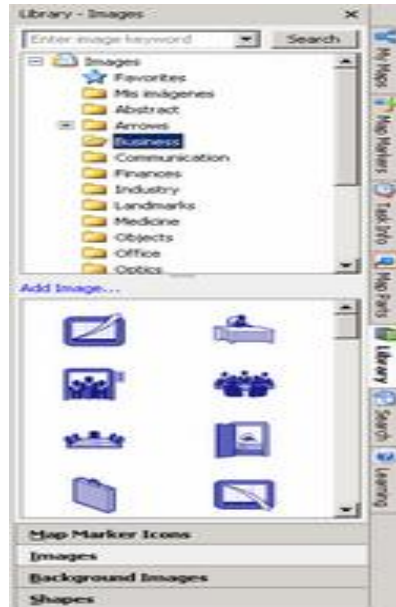 Library - Images
Enter image keyword
Search
Images
Favorites
Mis imágenes
Abstract
Arrows
Business
Communication
Finances
Industry
Landmarks
Medicine
Objects
Office
Optics
Add Image...
Map Marker Icons
Images
Background Images
Shapes
My Maps
Map Markers
Task Info
Map Parts
Library
Search
Learning